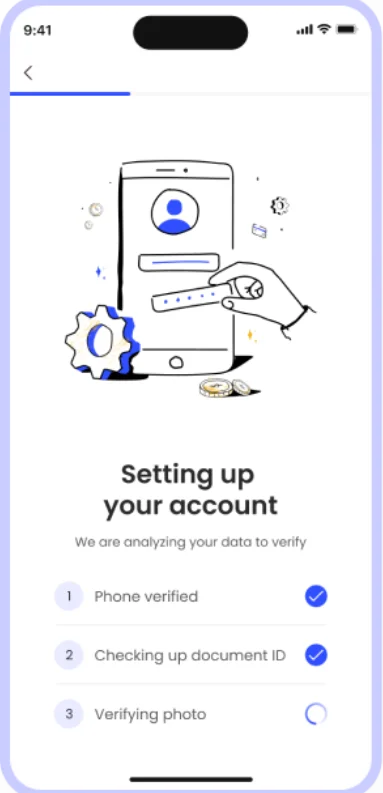 9:41
Setting up
your account
We are analyzing your data to verify
1 Phone verified
2 Checking up document ID
3 Verifying photo